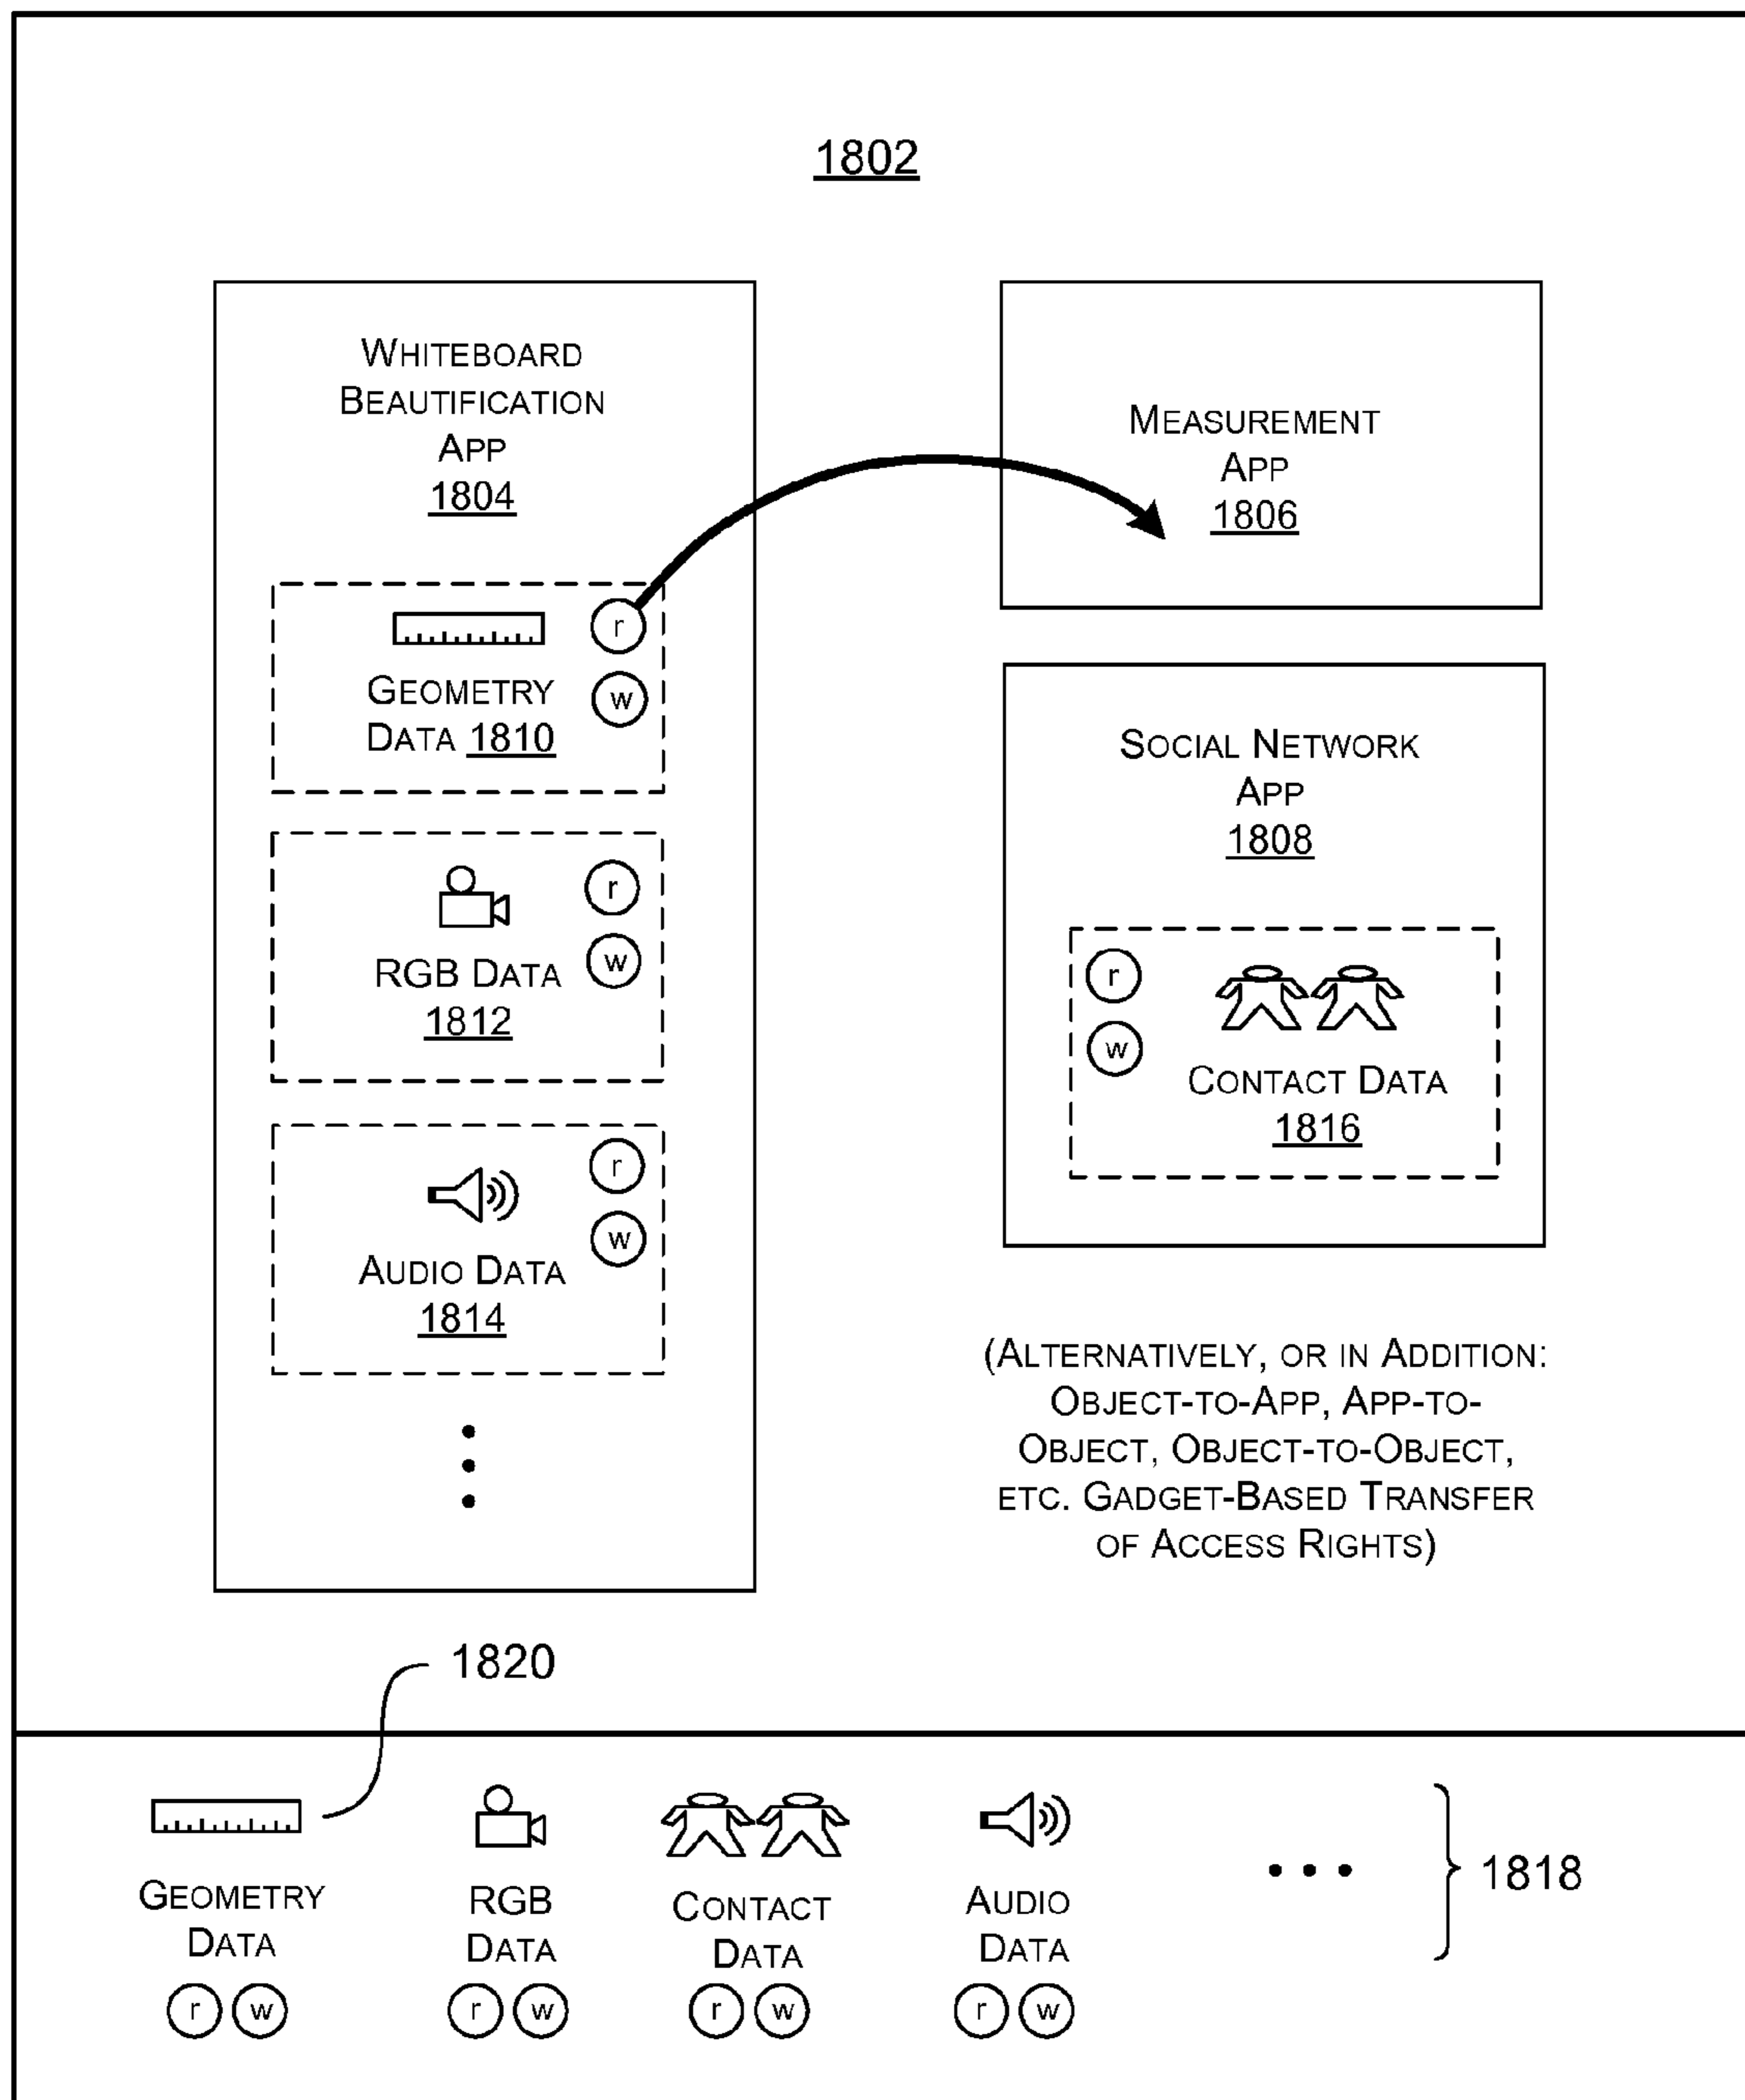 1802
WHITEBOARD
BEAUTIFICATION
APP
1804
r
GEOMETRY
w
DATA 1810
r
w
RGB DATA
1812
r
w
AUDIO DATA
1814
MEASUREMENT
APP
1806
SOCIAL NETWORK
APP
1808
r
w
CONTACT DATA
1816
(ALTERNATIVELY, OR IN ADDITION:
OBJECT-TO-APP, APP-TO-
OBJECT, OBJECT-TO-OBJECT,
ETC. GADGET-BASED TRANSFER
OF ACCESS RIGHTS)
1820
GEOMETRY
DATA
r w
RGB
DATA
r w
CONTACT
DATA
r w
AUDIO
DATA
r w
1818